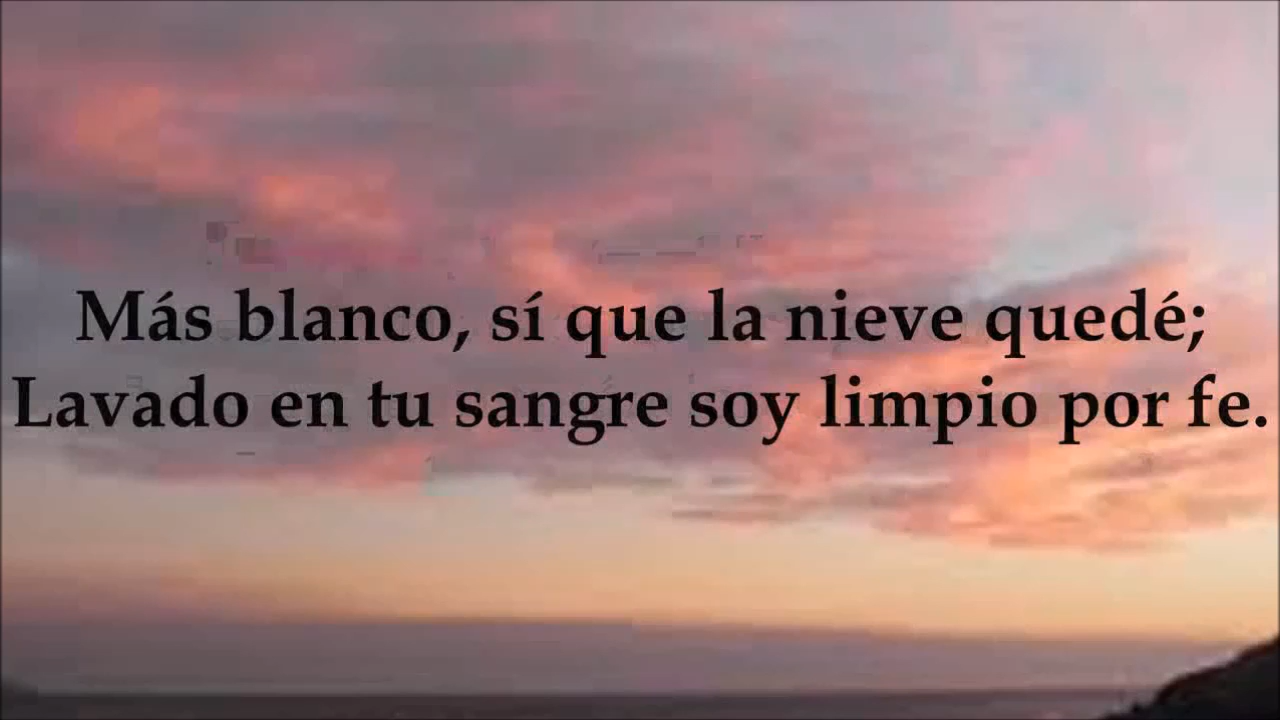 Más blanco, sí que la nieve quedé;
Lavado en tu sangre soy limpio por fe.